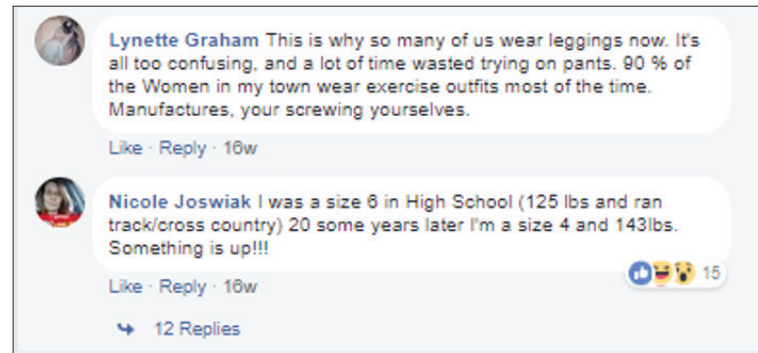 Lynette Graham This is why so many of us wear leggings now. It's
all too confusing, and a lot of time wasted trying on pants. 90 % of
the Women in my town wear exercise outfits most of the time.
Manufactures, your screwing yourselves.
Like · Reply · 16w
Nicole Joswiak I was a size 6 in High School (125 lbs and ran
track/cross country) 20 some years later I'm a size 4 and 143lbs.
Something is up!!!
15
Like · Reply · 16w
12 Replies